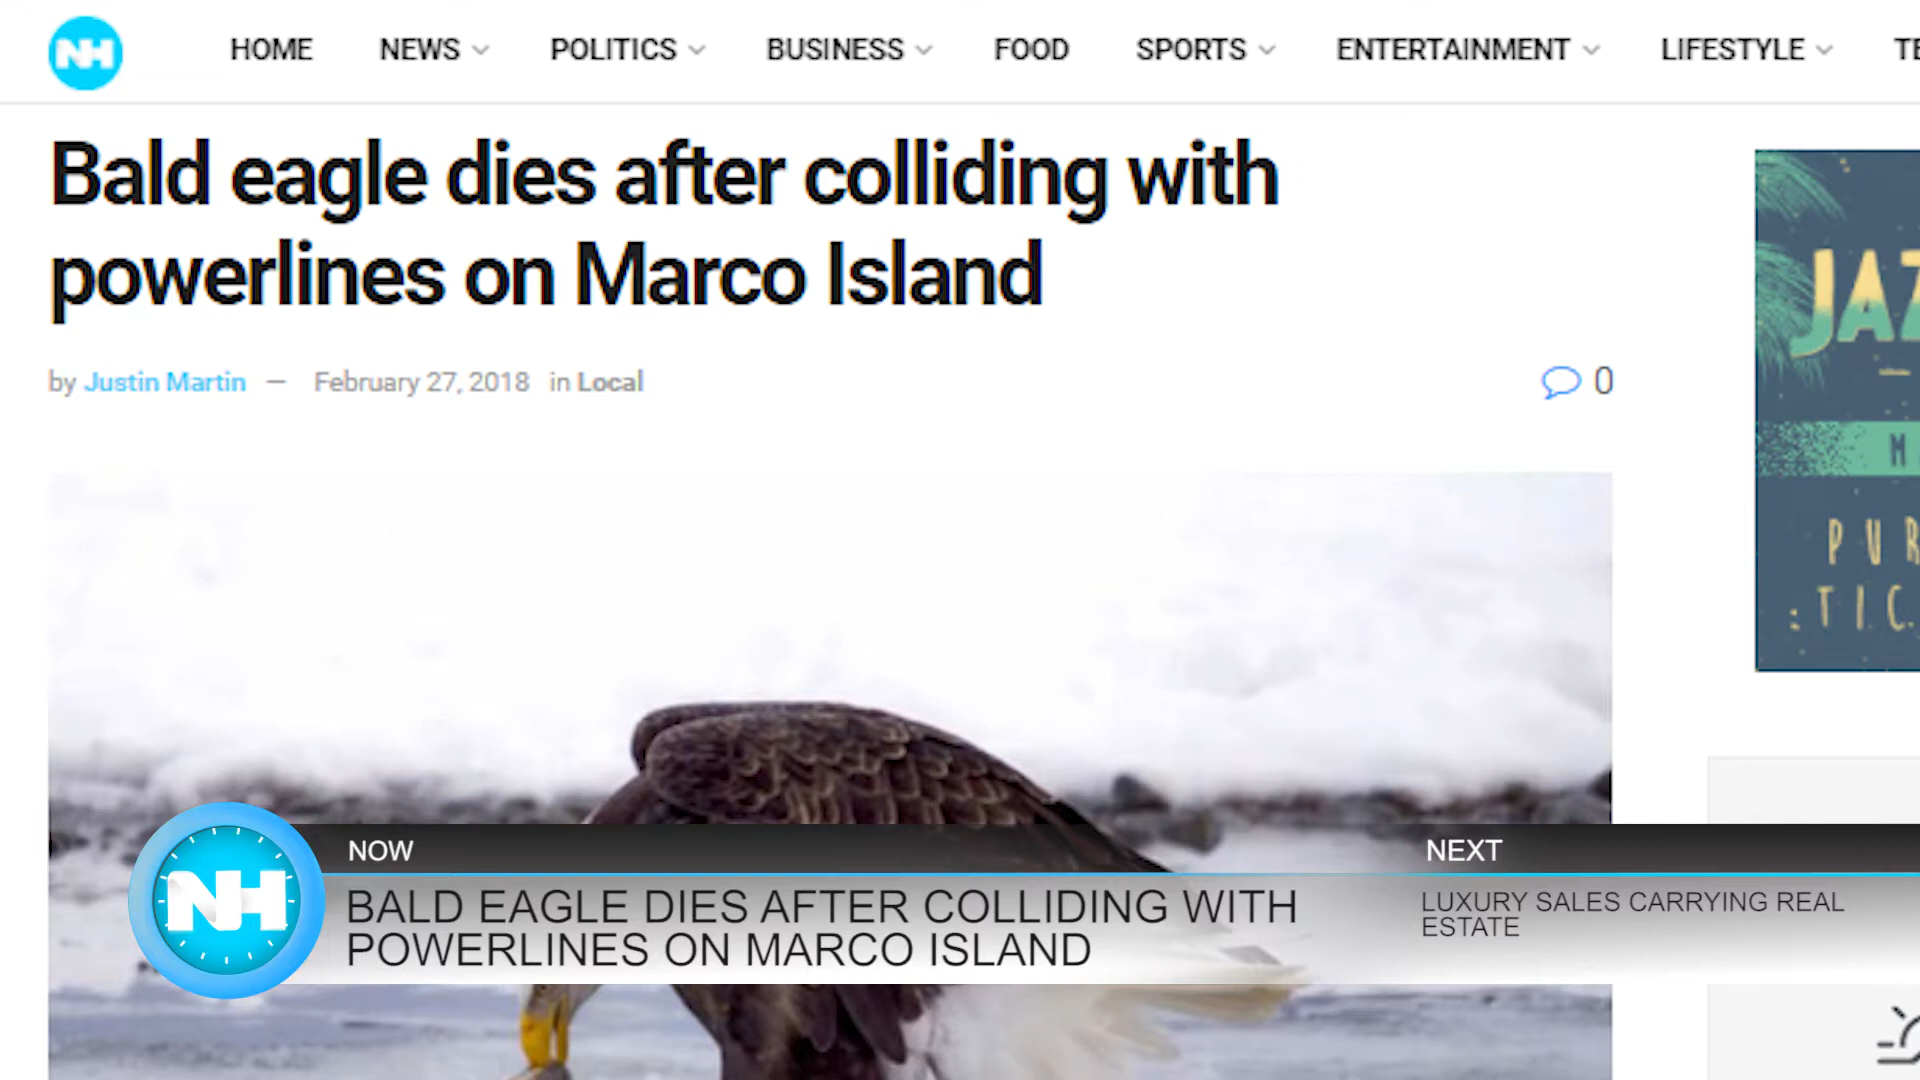 NH HOME NEWS POLITICS BUSINESS FOOD SPORTS ENTERTAINMENT LIFESTYLE
Bald eagle dies after colliding with
powerlines on Marco Island
by Justin Martin — February 27, 2018 in Local
0
NOW
BALD EAGLE DIES AFTER COLLIDING WITH
POWERLINES ON MARCO ISLAND
NEXT
LUXURY SALES CARRYING REAL
ESTATE
NH